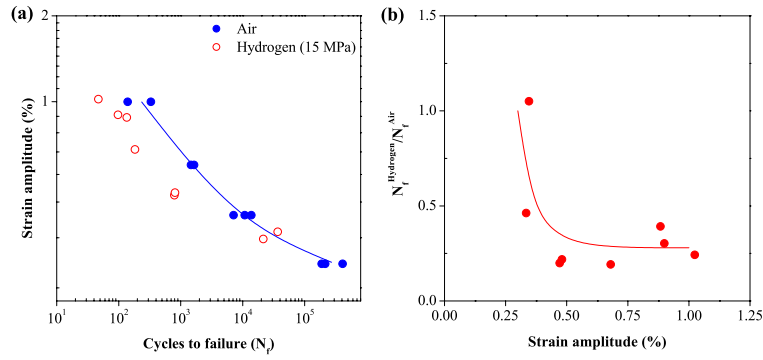 (a)
2
1
Strain amplitude (%)
Air
Hydrogen (15 MPa)
10^1
10^2
10^3
10^4
10^5
Cycles to failure (N_f)
(b)
1.5
1.0
0.5
0.0
N_f^Hydrogen/N_f^Air
0.00
0.25
0.50
0.75
1.00
1.25
Strain amplitude (%)